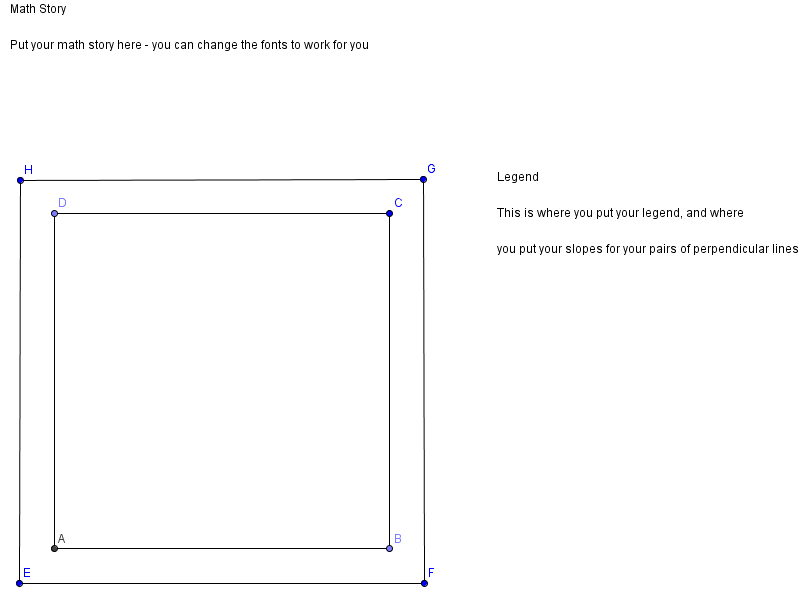 Math Story
Put your math story here - you can change the fonts to work for you
H
G
Legend
D
C
This is where you put your legend, and where
you put your slopes for your pairs of perpendicular lines
A
B
E
F